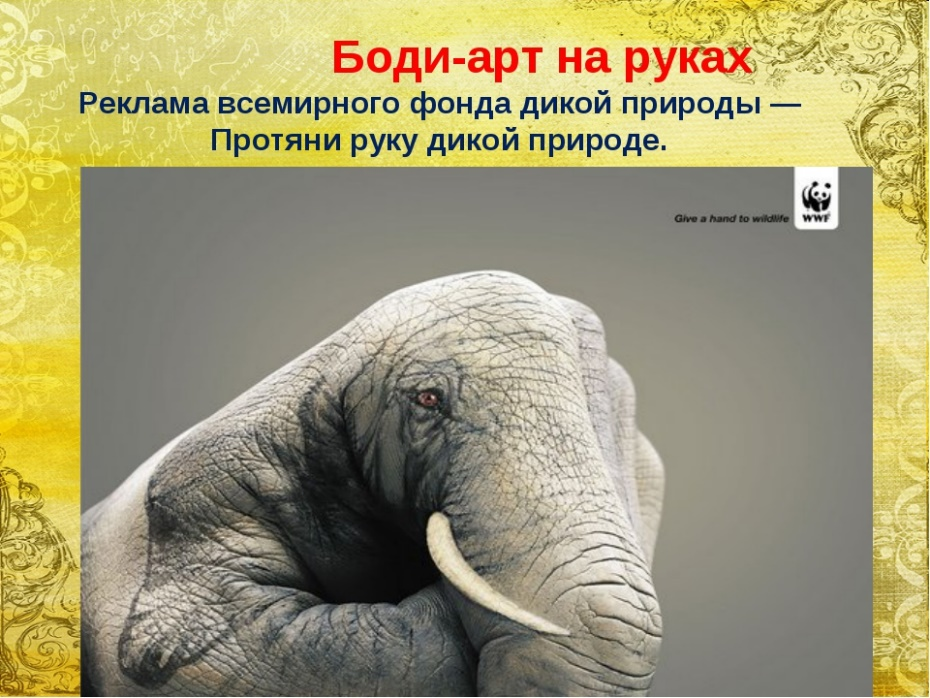 Боди-арт на руках
Реклама всемирного фонда дикой природы —
Протяни руку дикой природе.
Give a hand to wildlife
WWF